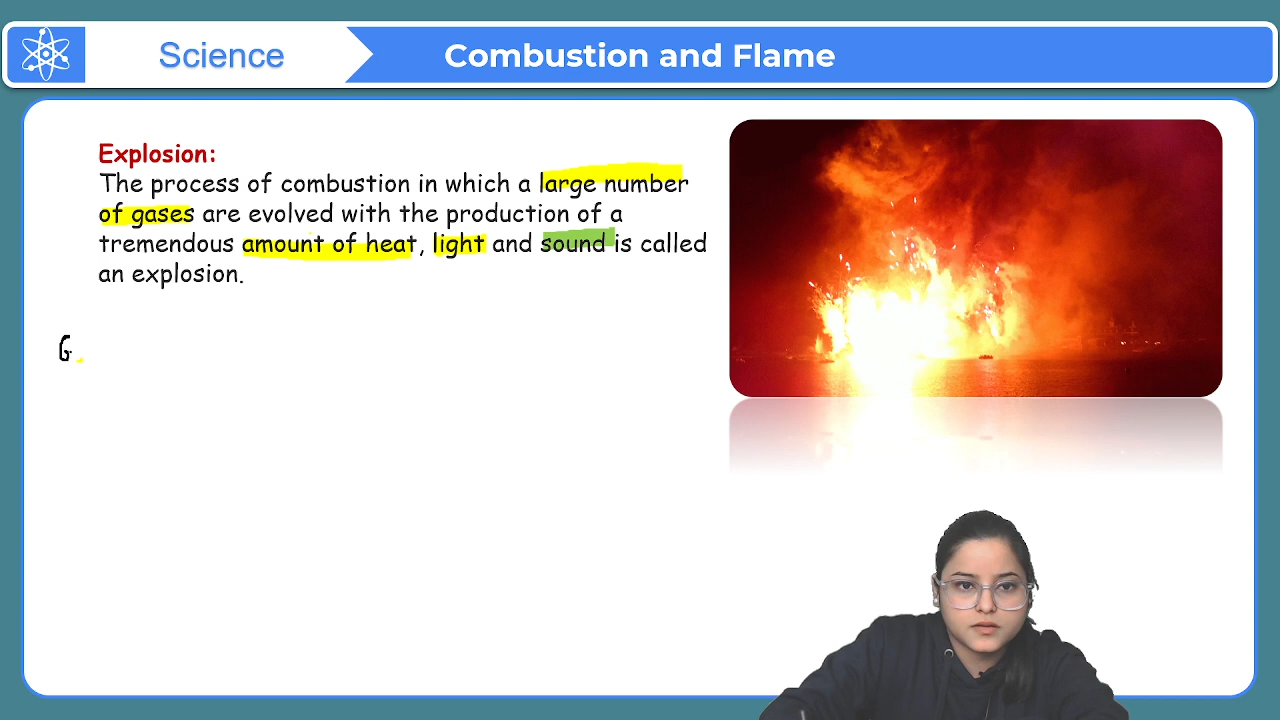 Science
Combustion and Flame
Explosion:
The process of combustion in which a large number
of gases are evolved with the production of a
tremendous amount of heat, light and sound is called
an explosion.
G